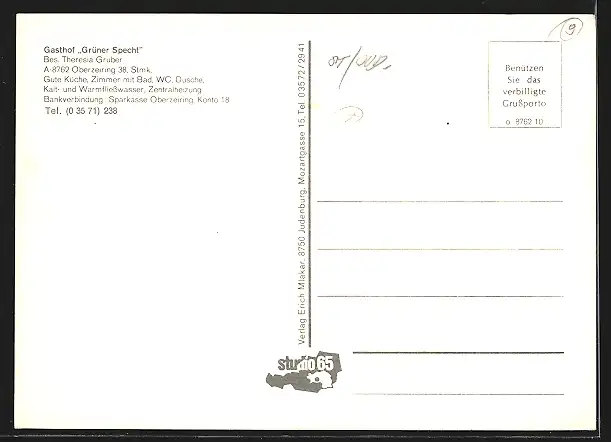 Gasthof „Grüner Specht"
Bes. Theresia Gruber
A-8762 Oberzeiring 38, Stmk.
Gute Küche, Zimmer mit Bad, WC, Dusche,
Kalt- und Warmfließwasser, Zentralheizung
Bankverbindung: Sparkasse Oberzeiring, Konto 18
Tel. (0 35 71) 238
Verlag Erich Mlakar, 8750 Judenburg, Mozartgasse 15, Tel. 0 35 72 / 29 41
studio 65
9
Benützen
Sie das
verbilligte
Grußporto
o 8762 10